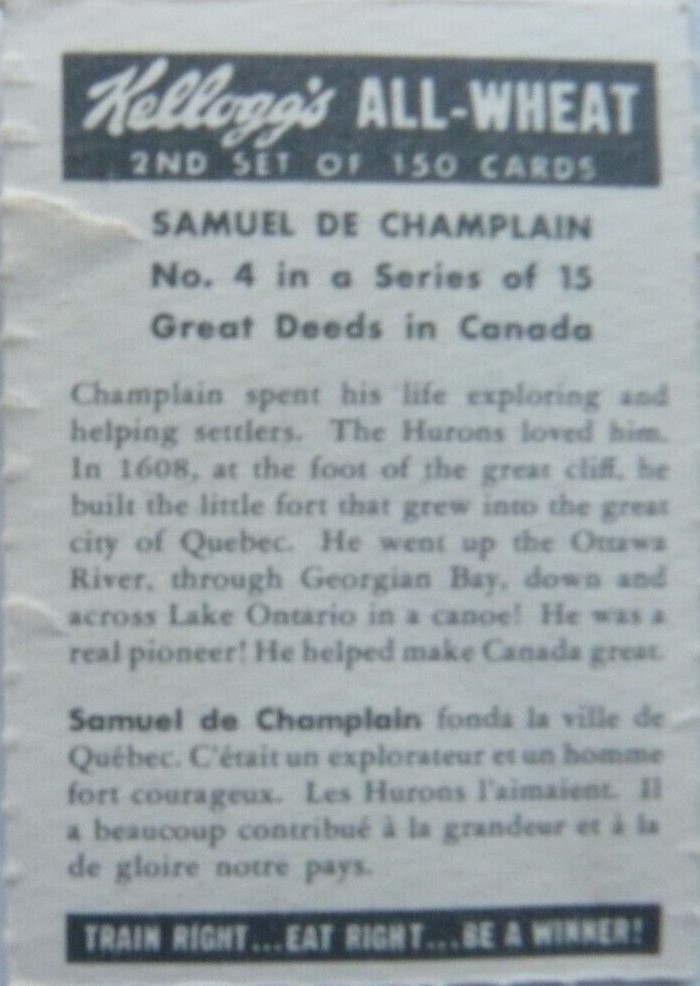 Kellogg's ALL-WHEAT
2ND SET OF 150 CARDS
SAMUEL DE CHAMPLAIN
No. 4 in a Series of 15
Great Deeds in Canada
Champlain spent his life exploring and
helping settlers. The Hurons loved him.
In 1608, at the foot of the great cliff, he
built the little fort that grew into the great
city of Quebec. He went up the Ottawa
River, through Georgian Bay, down and
across Lake Ontario in a canoe! He was a
real pioneer! He helped make Canada great.
Samuel de Champlain fonda la ville de
Québec. C'était un explorateur et un homme
fort courageux. Les Hurons l'aimaient. Il
a beaucoup contribué à la grandeur et à la
de gloire notre pays.
TRAIN RIGHT...EAT RIGHT...BE A WINNER!